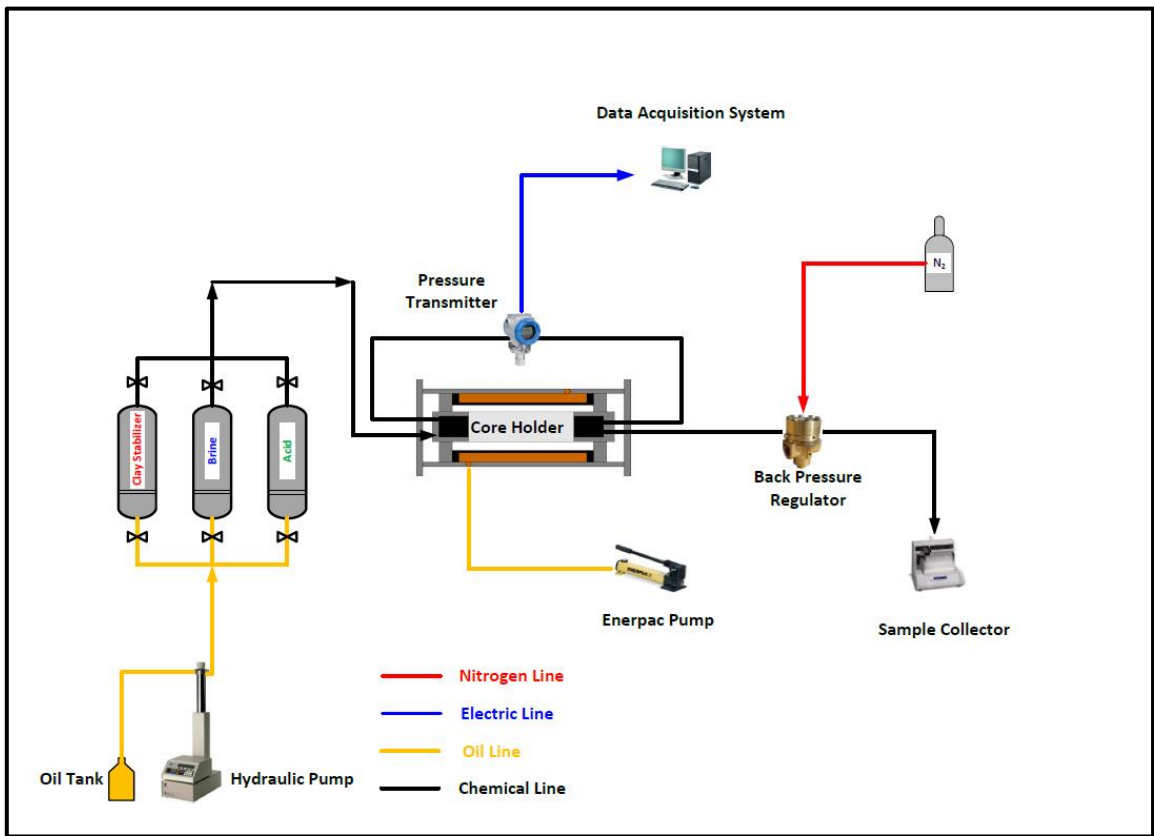 Data Acquisition System
N₂
Pressure
Transmitter
Clay Stabilizer
Brine
Acid
Core Holder
Back Pressure
Regulator
Enerpac Pump
Sample Collector
Nitrogen Line
Electric Line
Oil Line
Chemical Line
Oil Tank
Hydraulic Pump